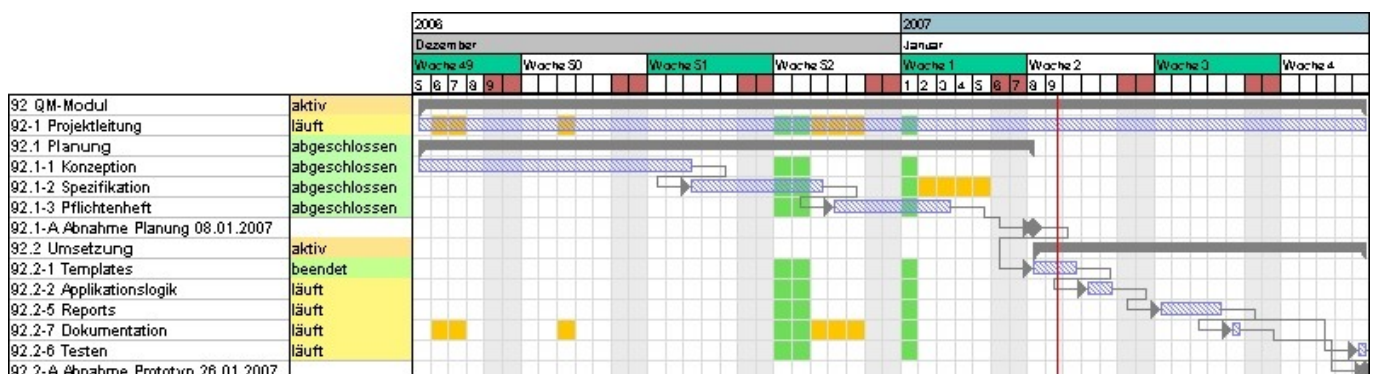 2006 2007
Dezember Januar
Woche 49 Woche 50 Woche 51 Woche 52 Woche 1 Woche 2 Woche 3 Woche 4
5 6 7 8 9 1 2 3 4 5 6 7 8 9
92 QM-Modul aktiv
92-1 Projektleitung läuft
92.1 Planung abgeschlossen
92.1-1 Konzeption abgeschlossen
92.1-2 Spezifikation abgeschlossen
92.1-3 Pflichtenheft abgeschlossen
92.1-A Abnahme Planung 08.01.2007
92.2 Umsetzung aktiv
92.2-1 Templates beendet
92.2-2 Applikationslogik läuft
92.2-5 Reports läuft
92.2-7 Dokumentation läuft
92.2-6 Testen läuft
92.2-A Abnahme Prototyp 26.01.2007